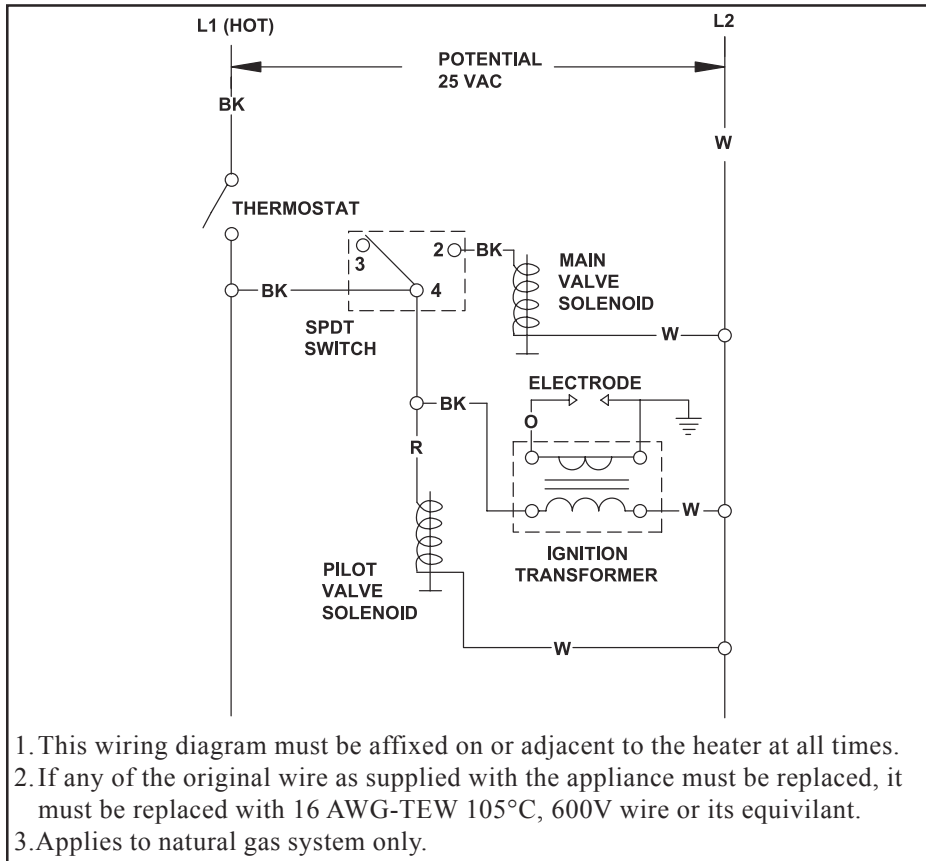 L1 (HOT)
L2
POTENTIAL
25 VAC
BK
W
THERMOSTAT
3
2
BK
MAIN
VALVE
SOLENOID
BK
4
SPDT
SWITCH
W
ELECTRODE
BK
O
R
W
IGNITION
TRANSFORMER
PILOT
VALVE
SOLENOID
W
1. This wiring diagram must be affixed on or adjacent to the heater at all times.
2. If any of the original wire as supplied with the appliance must be replaced, it
must be replaced with 16 AWG-TEW 105°C, 600V wire or its equivilant.
3. Applies to natural gas system only.